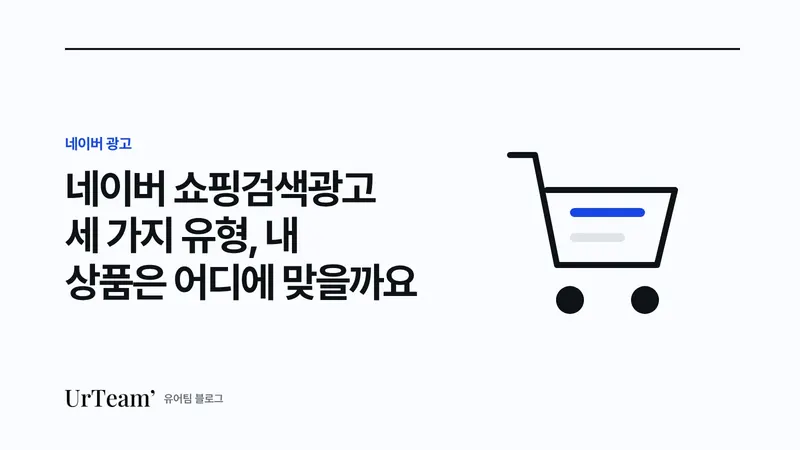 네이버 광고
네이버 쇼핑검색광고
세 가지 유형, 내
상품은 어디에 맞을까요
UrTeam’ 유어팀 블로그